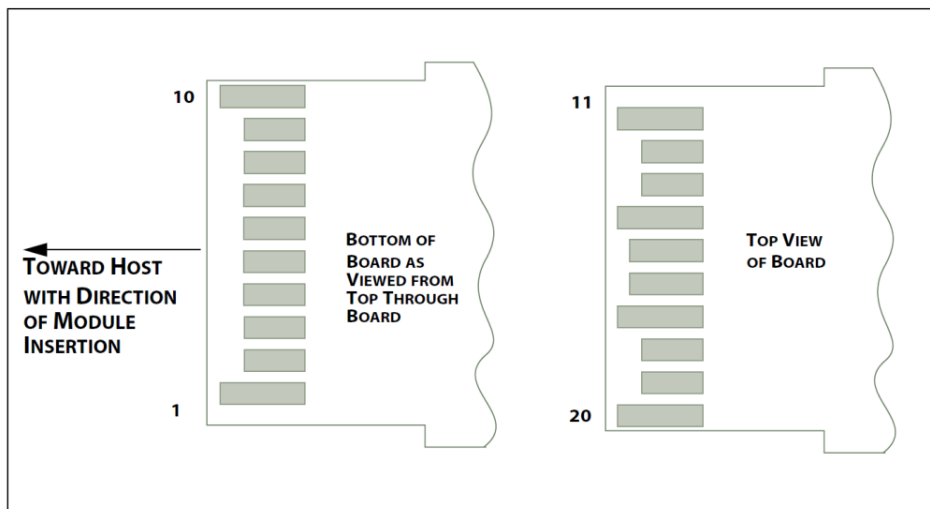 10
1
TOWARD HOST
WITH DIRECTION
OF MODULE
INSERTION
BOTTOM OF
BOARD AS
VIEWED FROM
TOP THROUGH
BOARD
11
20
TOP VIEW
OF BOARD